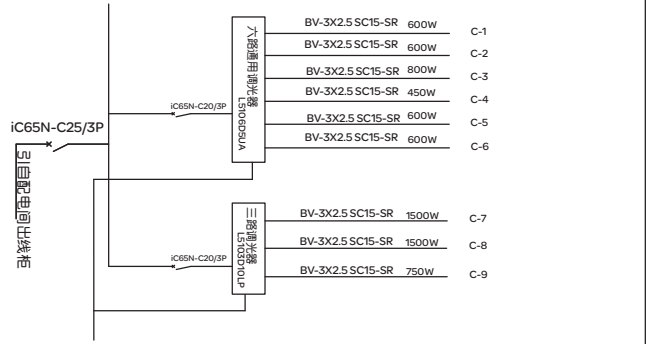 BV-3X2.5 SC15-SR 600W C-1
BV-3X2.5 SC15-SR 600W C-2
BV-3X2.5 SC15-SR 800W C-3
BV-3X2.5 SC15-SR 450W C-4
BV-3X2.5 SC15-SR 600W C-5
BV-3X2.5 SC15-SR 600W C-6
六路通用调光器
L5106D5UA
iC65N-C20/3P
iC65N-C25/3P
引自配电间出线柜
BV-3X2.5 SC15-SR 1500W C-7
BV-3X2.5 SC15-SR 1500W C-8
BV-3X2.5 SC15-SR 750W C-9
三路调光器
L5103D10LP
iC65N-C20/3P